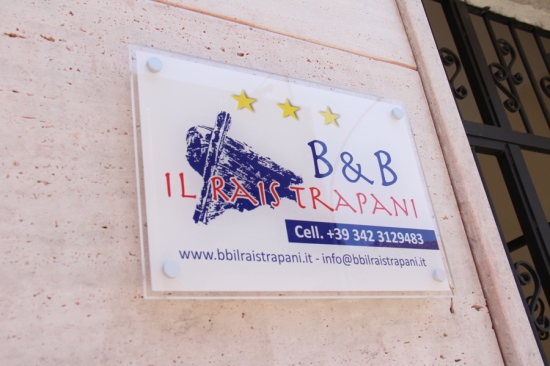 B & B
IL RAIS TRAPANI
Cell. +39 342 3129483
www.bbilraistrapani.it - info@bbilraistrapani.it